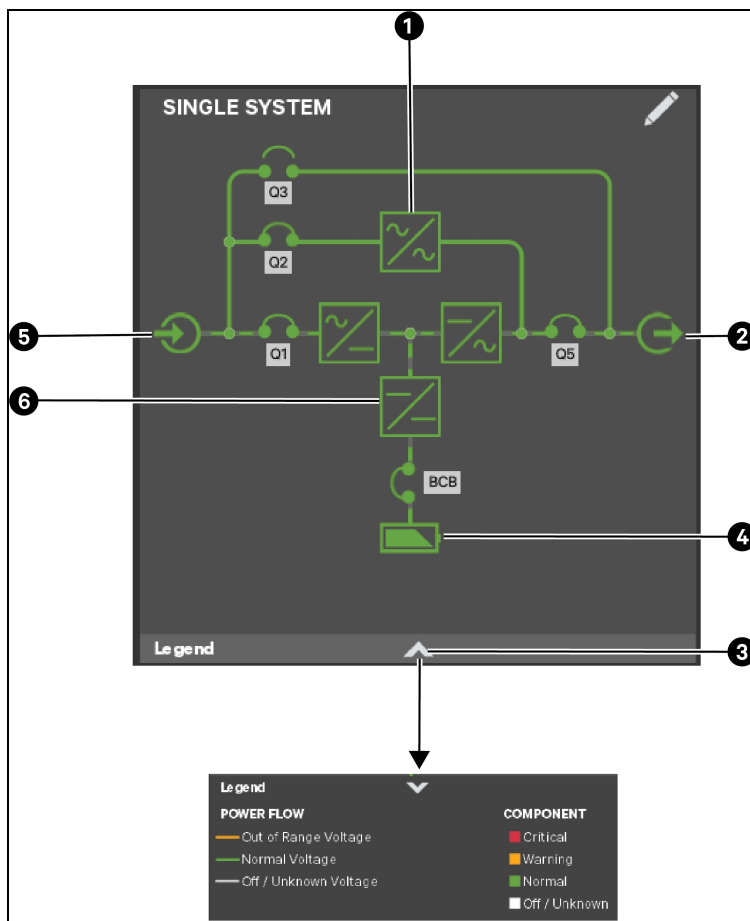 1
SINGLE SYSTEM
Q3
Q2
5
Q1
Q5
2
6
BCB
4
Legend
3
Legend
POWER FLOW
Out of Range Voltage
Normal Voltage
Off / Unknown Voltage
COMPONENT
Critical
Warning
Normal
Off / Unknown